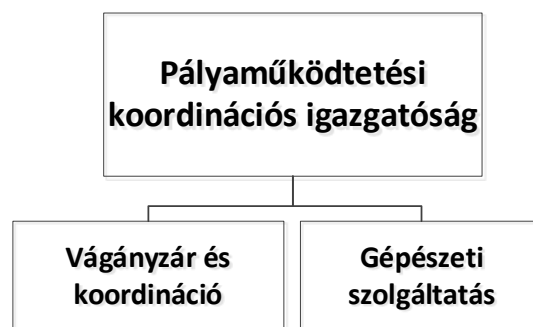 Pályaműködtetési
koordinációs igazgatóság
Vágányzár és
koordináció
Gépészeti
szolgáltatás